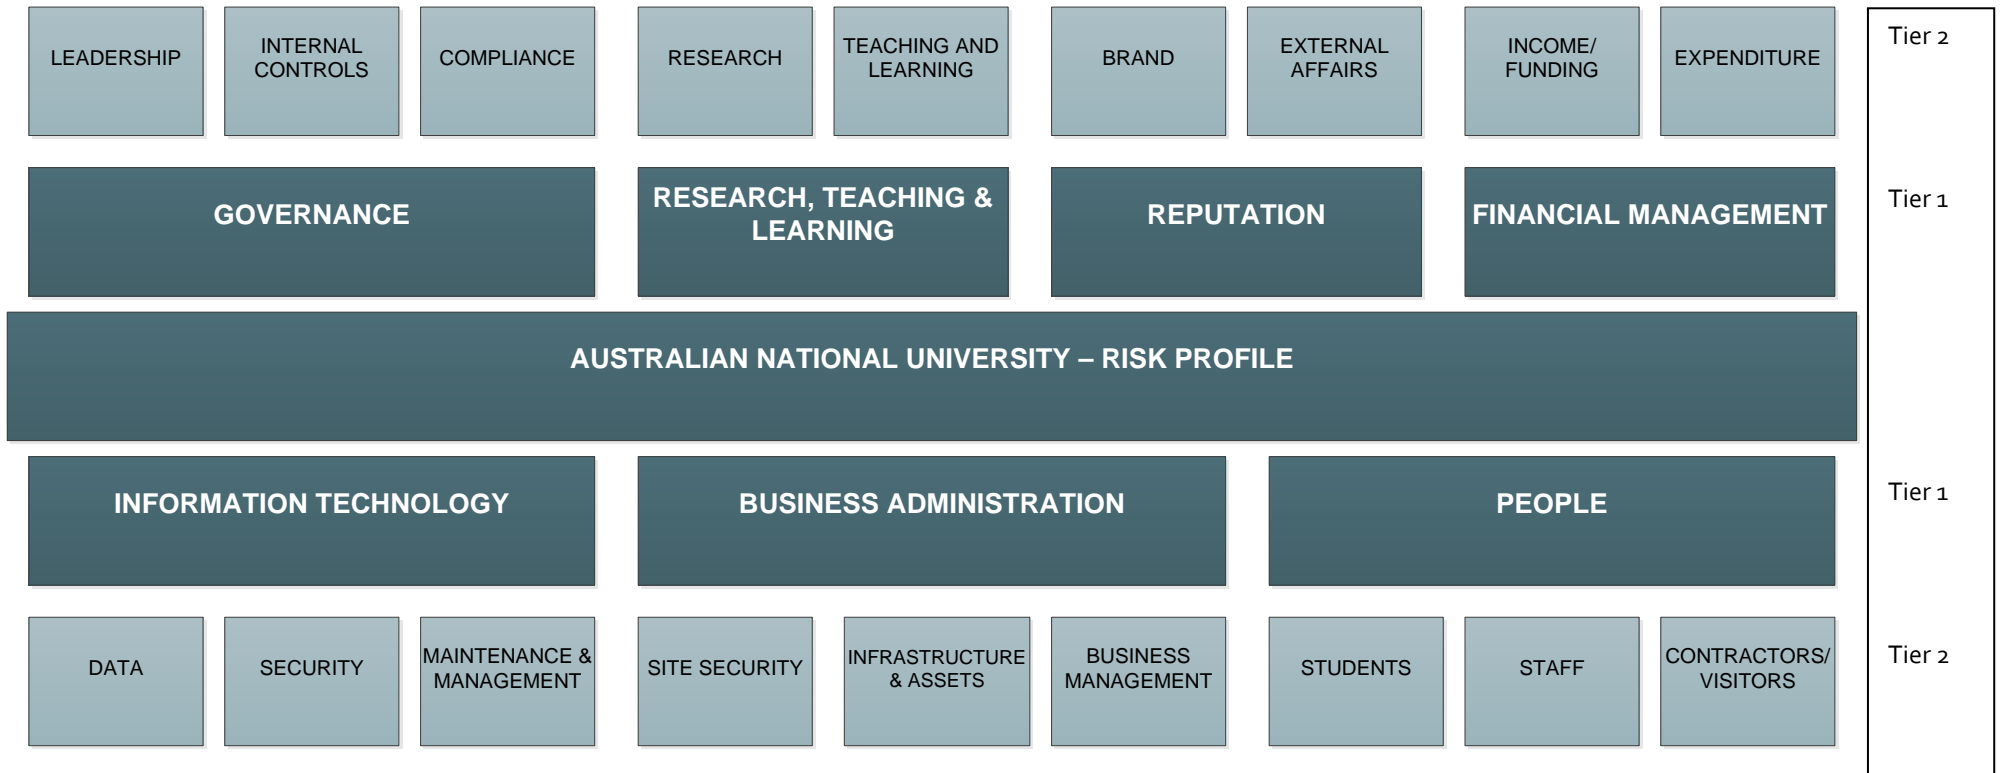 LEADERSHIP
INTERNAL
CONTROLS
COMPLIANCE
RESEARCH
TEACHING AND
LEARNING
BRAND
EXTERNAL
AFFAIRS
INCOME/
FUNDING
EXPENDITURE
Tier 2
GOVERNANCE
RESEARCH, TEACHING &
LEARNING
REPUTATION
FINANCIAL MANAGEMENT
Tier 1
AUSTRALIAN NATIONAL UNIVERSITY – RISK PROFILE
INFORMATION TECHNOLOGY
BUSINESS ADMINISTRATION
PEOPLE
Tier 1
DATA
SECURITY
MAINTENANCE &
MANAGEMENT
SITE SECURITY
INFRASTRUCTURE
& ASSETS
BUSINESS
MANAGEMENT
STUDENTS
STAFF
CONTRACTORS/
VISITORS
Tier 2